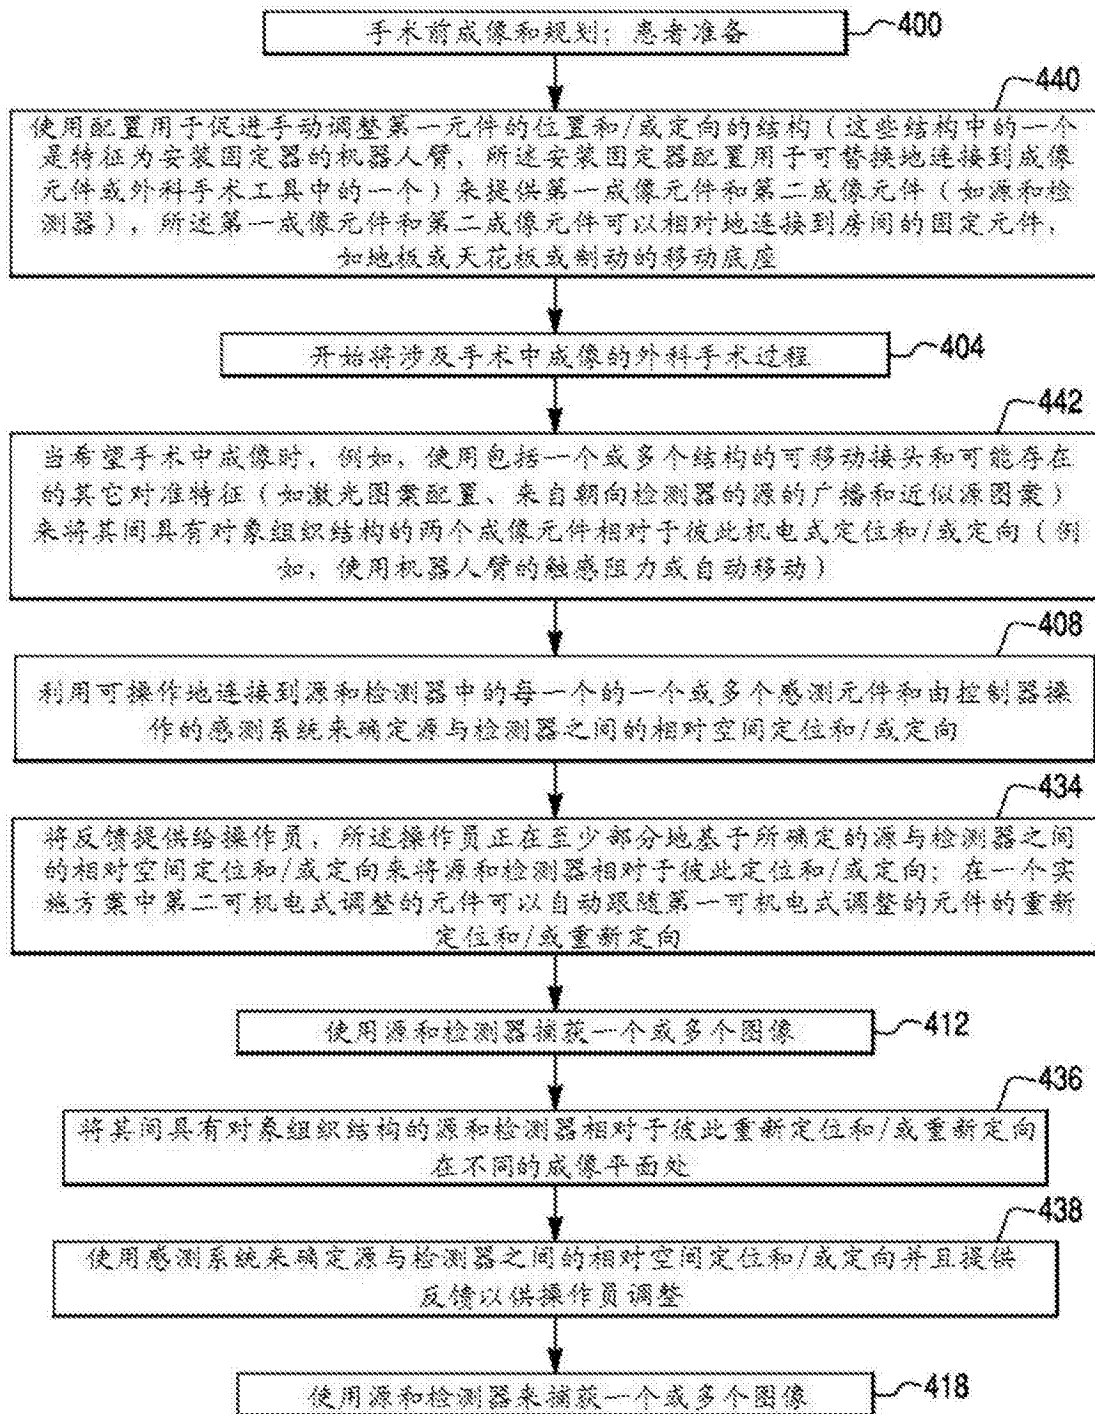 手术前成像和规划；患者准备
400
440
使用配置用于促进手动调整第一元件的位置和/或定向的结构（这些结构中的一个
是特征为安装固定器的机器人臂，所述安装固定器配置用于可替换地连接到成像
元件或外科手术工具中的一个）来提供第一成像元件和第二成像元件（如源和检
测器），所述第一成像元件和第二成像元件可以相对地连接到房间的固定元件，
如地板或天花板或制动的移动底座
开始将涉及手术中成像的外科手术过程
404
442
当希望手术中成像时，例如，使用包括一个或多个结构的可移动接头和可能存在
的其它对准特征（如激光图案配置、来自朝向检测器的源的广播和近似源图案）
来将其间具有对象组织结构的两个成像元件相对于彼此机电式定位和/或定向（例
如，使用机器人臂的触感阻力或自动移动）
408
利用可操作地连接到源和检测器中的每一个的一个或多个感测元件和由控制器操
作的感测系统来确定源与检测器之间的相对空间定位和/或定向
434
将反馈提供给操作员，所述操作员正在至少部分地基于所确定的源与检测器之间
的相对空间定位和/或定向来将源和检测器相对于彼此定位和/或定向；在一个实
施方案中第二可机电式调整的元件可以自动跟随第一可机电式调整的元件的重新
定位和/或重新定向
使用源和检测器捕获一个或多个图像
412
436
将其间具有对象组织结构的源和检测器相对于彼此重新定位和/或重新定向
在不同的成像平面处
438
使用感测系统来确定源与检测器之间的相对空间定位和/或定向并且提供
反馈以供操作员调整
使用源和检测器来捕获一个或多个图像
418